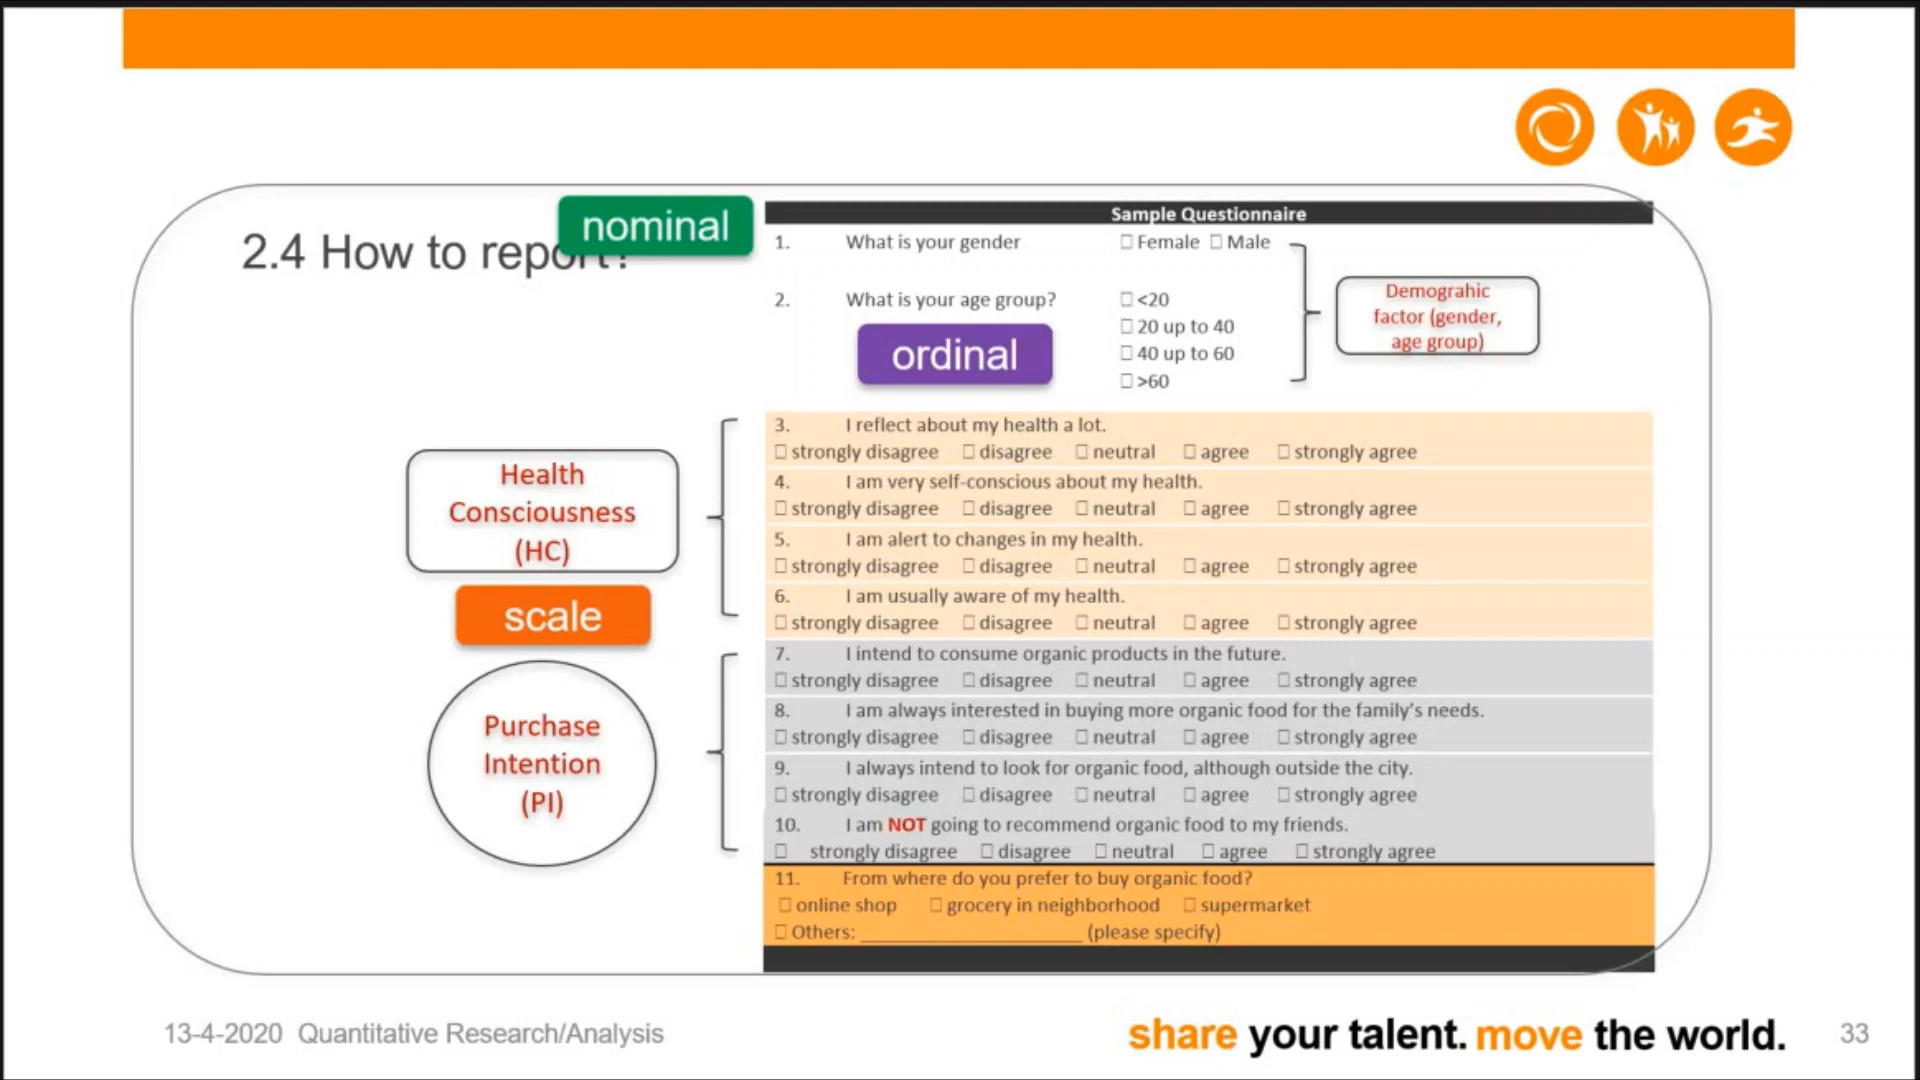 2.4 How to report?
nominal
Sample Questionnaire
1. What is your gender □ Female □ Male
2. What is your age group? □ <20
□ 20 up to 40
□ 40 up to 60
□ >60
ordinal
Demograhic
factor (gender,
age group)
Health
Consciousness
(HC)
scale
Purchase
Intention
(PI)
3. I reflect about my health a lot.
□ strongly disagree □ disagree □ neutral □ agree □ strongly agree
4. I am very self-conscious about my health.
□ strongly disagree □ disagree □ neutral □ agree □ strongly agree
5. I am alert to changes in my health.
□ strongly disagree □ disagree □ neutral □ agree □ strongly agree
6. I am usually aware of my health.
□ strongly disagree □ disagree □ neutral □ agree □ strongly agree
7. I intend to consume organic products in the future.
□ strongly disagree □ disagree □ neutral □ agree □ strongly agree
8. I am always interested in buying more organic food for the family's needs.
□ strongly disagree □ disagree □ neutral □ agree □ strongly agree
9. I always intend to look for organic food, although outside the city.
□ strongly disagree □ disagree □ neutral □ agree □ strongly agree
10. I am NOT going to recommend organic food to my friends.
□ strongly disagree □ disagree □ neutral □ agree □ strongly agree
11. From where do you prefer to buy organic food?
□ online shop □ grocery in neighborhood □ supermarket
□ Others: ____________________ (please specify)
13-4-2020 Quantitative Research/Analysis
share your talent. move the world.
33